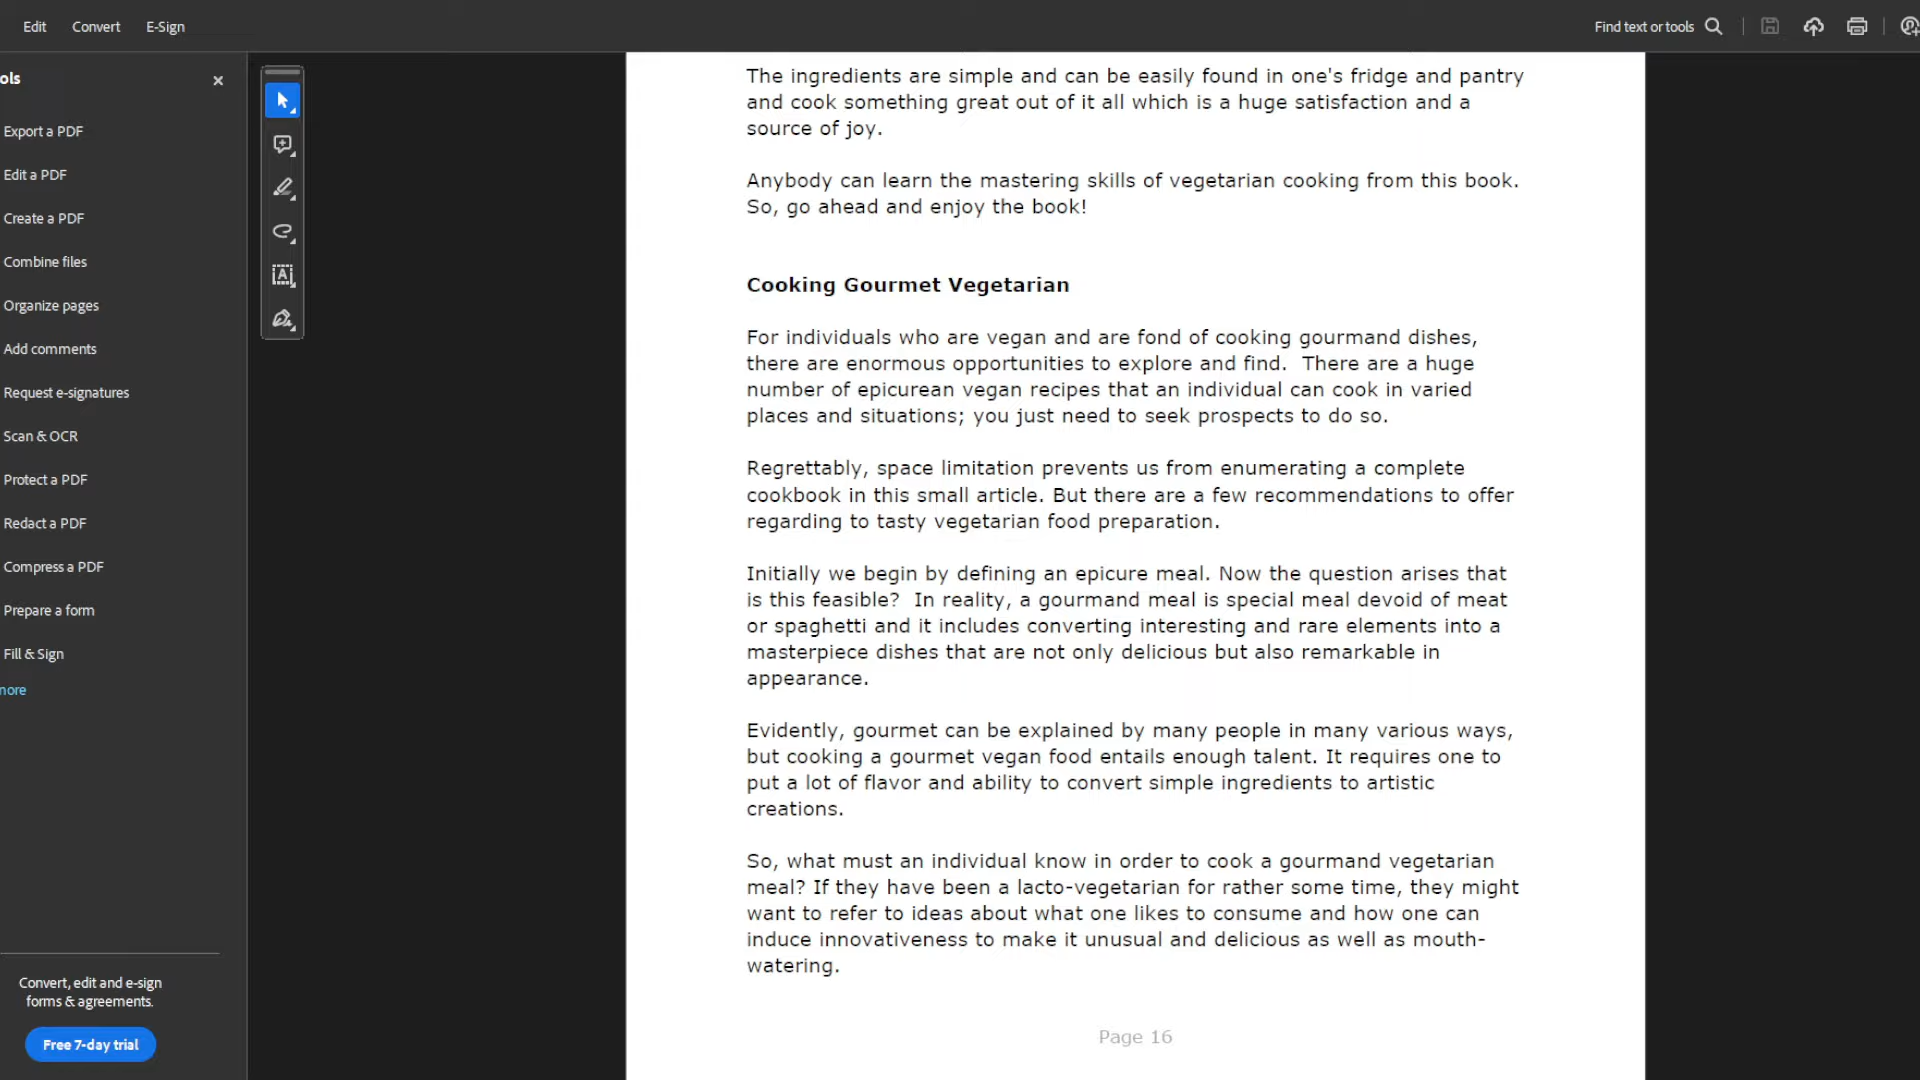 Edit Convert E-Sign Find text or tools
ols
Export a PDF
Edit a PDF
Create a PDF
Combine files
Organize pages
Add comments
Request e-signatures
Scan & OCR
Protect a PDF
Redact a PDF
Compress a PDF
Prepare a form
Fill & Sign
more
Convert, edit and e-sign
forms & agreements.
Free 7-day trial
The ingredients are simple and can be easily found in one's fridge and pantry
and cook something great out of it all which is a huge satisfaction and a
source of joy.
Anybody can learn the mastering skills of vegetarian cooking from this book.
So, go ahead and enjoy the book!
Cooking Gourmet Vegetarian
For individuals who are vegan and are fond of cooking gourmand dishes,
there are enormous opportunities to explore and find.  There are a huge
number of epicurean vegan recipes that an individual can cook in varied
places and situations; you just need to seek prospects to do so.
Regrettably, space limitation prevents us from enumerating a complete
cookbook in this small article. But there are a few recommendations to offer
regarding to tasty vegetarian food preparation.
Initially we begin by defining an epicure meal. Now the question arises that
is this feasible?  In reality, a gourmand meal is special meal devoid of meat
or spaghetti and it includes converting interesting and rare elements into a
masterpiece dishes that are not only delicious but also remarkable in
appearance.
Evidently, gourmet can be explained by many people in many various ways,
but cooking a gourmet vegan food entails enough talent. It requires one to
put a lot of flavor and ability to convert simple ingredients to artistic
creations.
So, what must an individual know in order to cook a gourmand vegetarian
meal? If they have been a lacto-vegetarian for rather some time, they might
want to refer to ideas about what one likes to consume and how one can
induce innovativeness to make it unusual and delicious as well as mouth-
watering.
Page 16